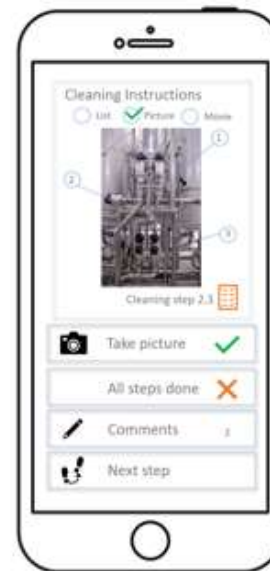 Cleaning Instructions
List Picture Movie
1
2
Cleaning step 2.3
Take picture
All steps done
Comments
Next step